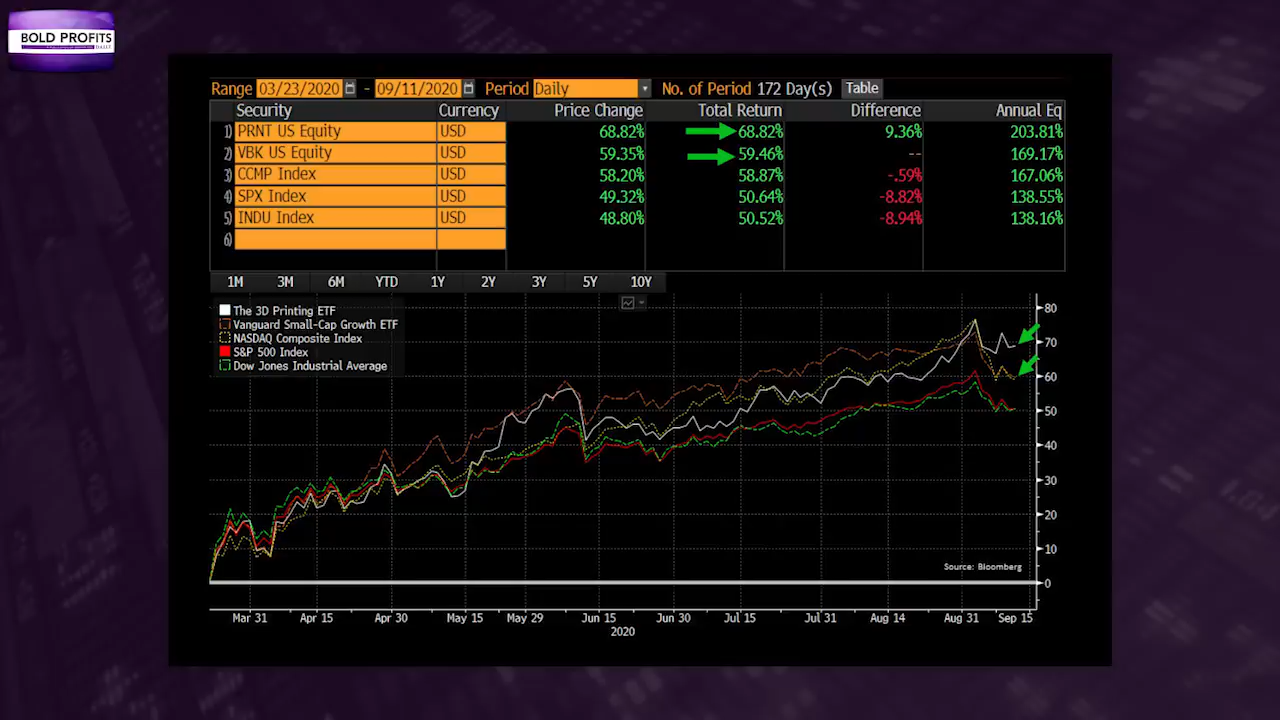 BOLD PROFITS
DAILY
Range 03/23/2020 - 09/11/2020 Period Daily No. of Period 172 Day(s) Table
Security Currency Price Change Total Return Difference Annual Eq
1) PRNT US Equity USD 68.82% 68.82% 9.36% 203.81%
2) VBK US Equity USD 59.35% 59.46% -- 169.17%
3) CCMP Index USD 58.20% 58.87% -.59% 167.06%
4) SPX Index USD 49.32% 50.64% -8.82% 138.55%
5) INDU Index USD 48.80% 50.52% -8.94% 138.16%
6)
1M 3M 6M YTD 1Y 2Y 3Y 5Y 10Y
The 3D Printing ETF
Vanguard Small-Cap Growth ETF
NASDAQ Composite Index
S&P 500 Index
Dow Jones Industrial Average
80
70
60
50
40
30
20
10
0
Source: Bloomberg
Mar 31 Apr 15 Apr 30 May 15 May 29 Jun 15 Jun 30 Jul 15 Jul 31 Aug 14 Aug 31 Sep 15
2020